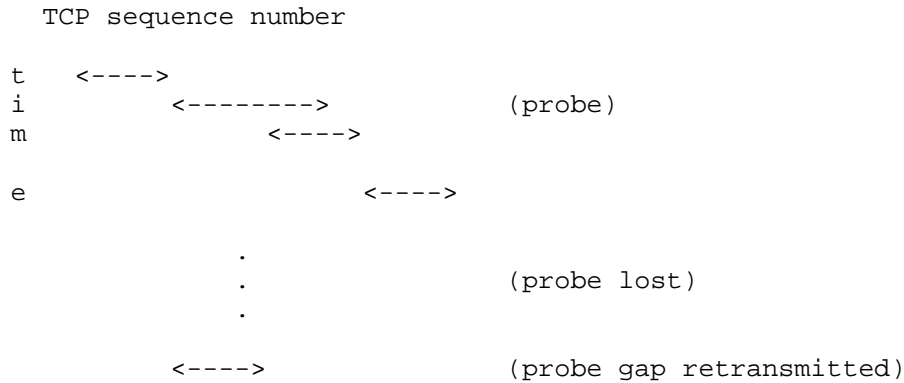 TCP sequence number
t <---->
i <--------> (probe)
m <---->
e <---->
.
. (probe lost)
.
<----> (probe gap retransmitted)